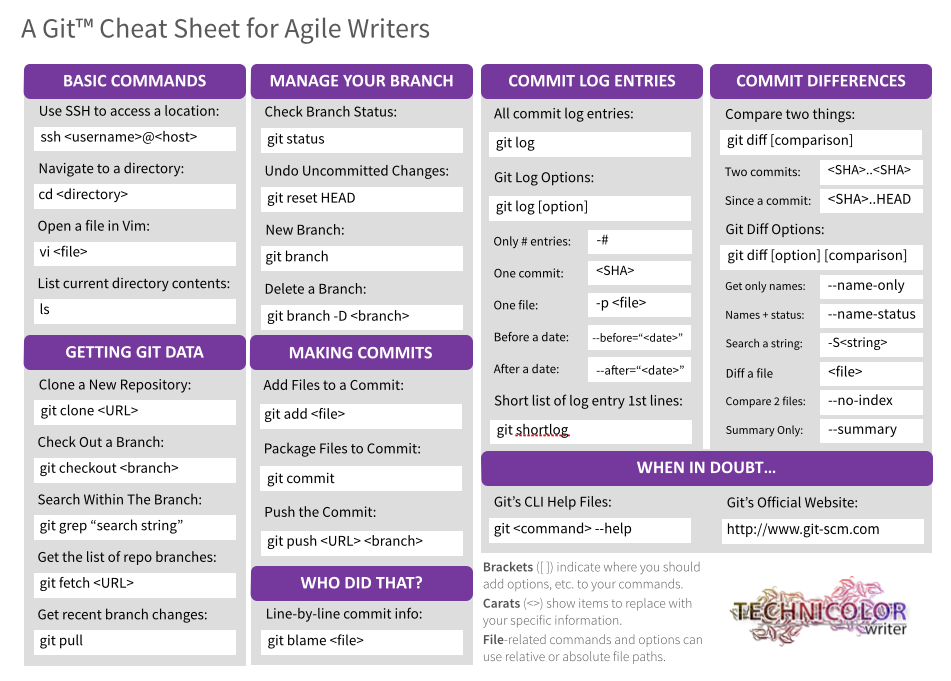 A Git™ Cheat Sheet for Agile Writers
BASIC COMMANDS
Use SSH to access a location:
ssh <username>@<host>
Navigate to a directory:
cd <directory>
Open a file in Vim:
vi <file>
List current directory contents:
ls
GETTING GIT DATA
Clone a New Repository:
git clone <URL>
Check Out a Branch:
git checkout <branch>
Search Within The Branch:
git grep “search string”
Get the list of repo branches:
git fetch <URL>
Get recent branch changes:
git pull
MANAGE YOUR BRANCH
Check Branch Status:
git status
Undo Uncommitted Changes:
git reset HEAD
New Branch:
git branch
Delete a Branch:
git branch -D <branch>
MAKING COMMITS
Add Files to a Commit:
git add <file>
Package Files to Commit:
git commit
Push the Commit:
git push <URL> <branch>
WHO DID THAT?
Line-by-line commit info:
git blame <file>
COMMIT LOG ENTRIES
All commit log entries:
git log
Git Log Options:
git log [option]
Only # entries: -#
One commit: <SHA>
One file: -p <file>
Before a date: --before=“<date>”
After a date: --after=“<date>”
Short list of log entry 1st lines:
git shortlog
COMMIT DIFFERENCES
Compare two things:
git diff [comparison]
Two commits: <SHA>..<SHA>
Since a commit: <SHA>..HEAD
Git Diff Options:
git diff [option] [comparison]
Get only names: --name-only
Names + status: --name-status
Search a string: -S<string>
Diff a file <file>
Compare 2 files: --no-index
Summary Only: --summary
WHEN IN DOUBT…
Git’s CLI Help Files:
git <command> --help
Git’s Official Website:
http://www.git-scm.com
Brackets ([ ]) indicate where you should
add options, etc. to your commands.
Carats (<>) show items to replace with
your specific information.
File-related commands and options can
use relative or absolute file paths.
TECHNICOLOR
writer